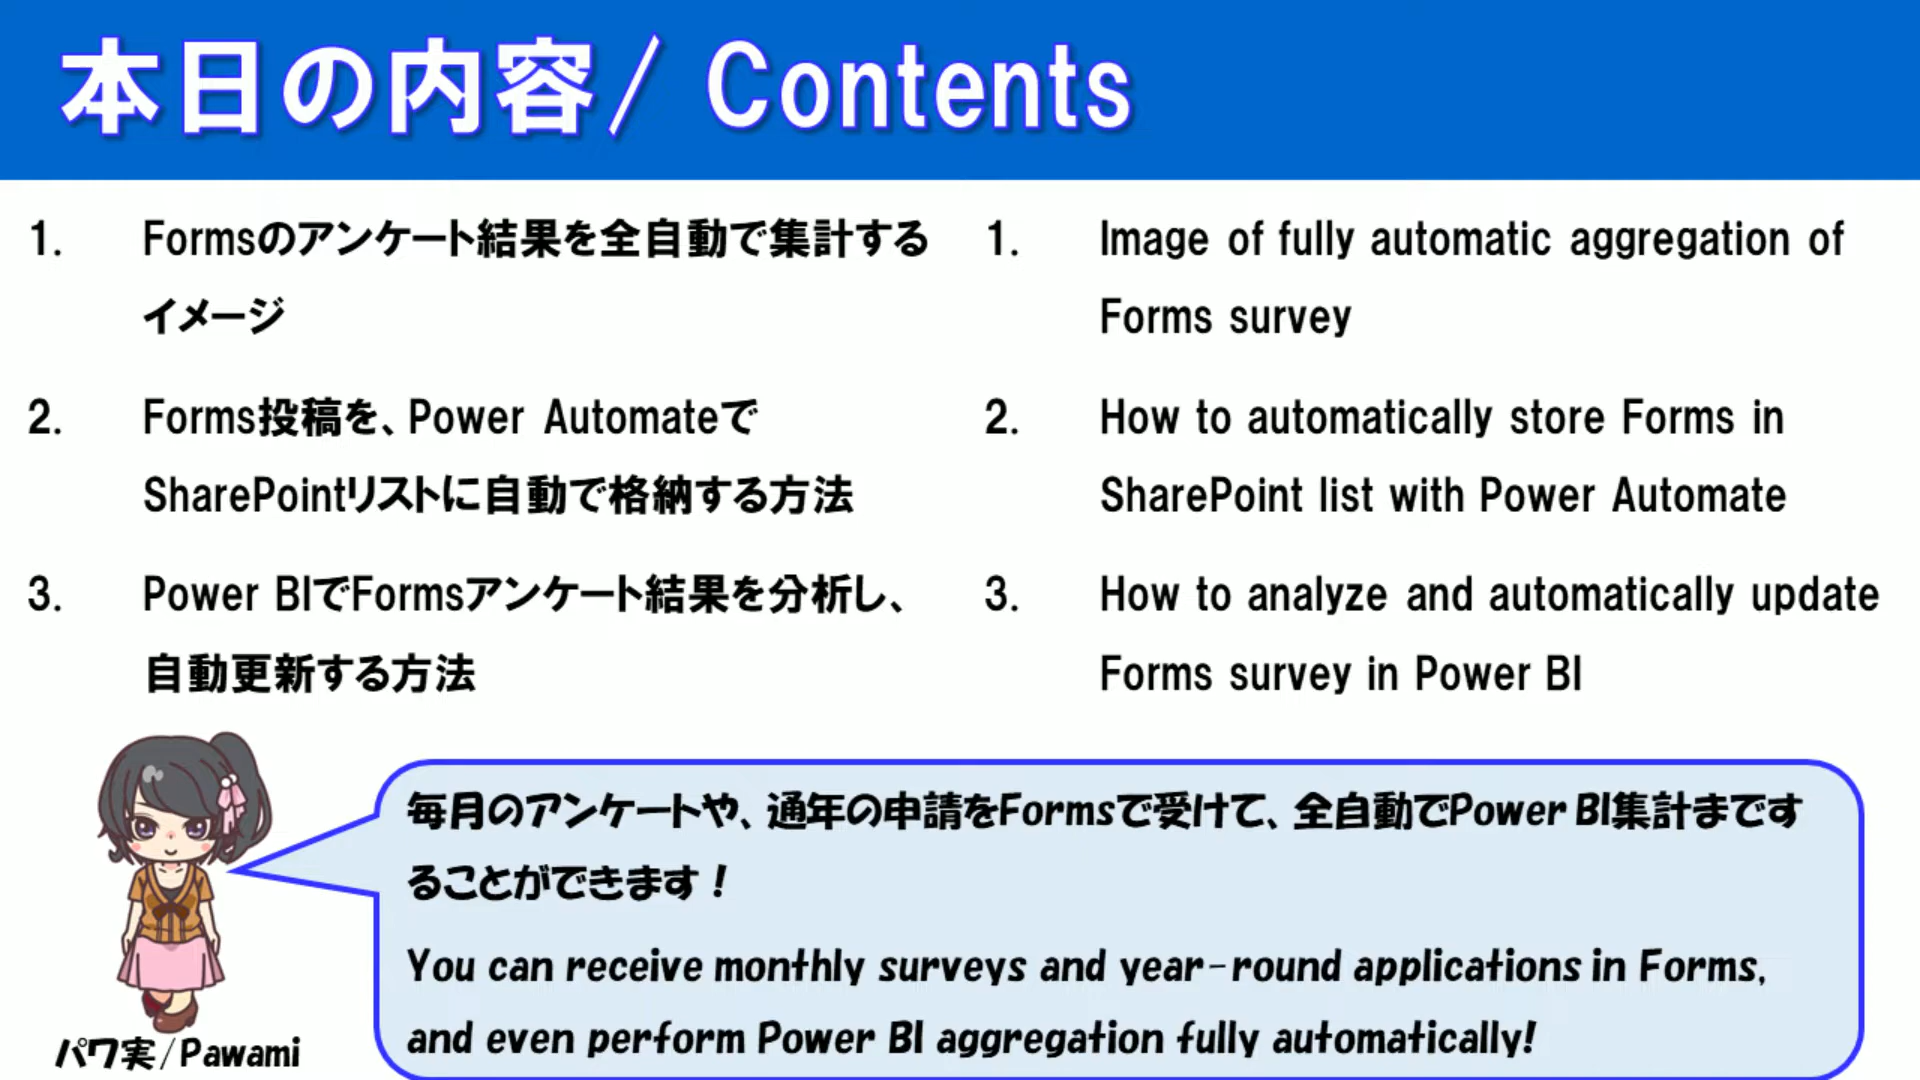 本日の内容/ Contents
1. Formsのアンケート結果を全自動で集計する
イメージ
2. Forms投稿を、Power Automateで
SharePointリストに自動で格納する方法
3. Power BIでFormsアンケート結果を分析し、
自動更新する方法
1. Image of fully automatic aggregation of
Forms survey
2. How to automatically store Forms in
SharePoint list with Power Automate
3. How to analyze and automatically update
Forms survey in Power BI
毎月のアンケートや、通年の申請をFormsで受けて、全自動でPower BI集計まです
ることができます！
You can receive monthly surveys and year-round applications in Forms,
and even perform Power BI aggregation fully automatically!
パワ実/Pawami